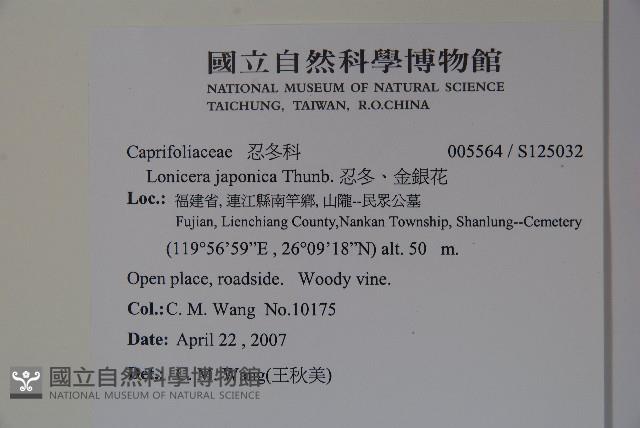 國立自然科學博物館
NATIONAL MUSEUM OF NATURAL SCIENCE
TAICHUNG, TAIWAN, R.O.CHINA
Caprifoliaceae 忍冬科 005564 / S125032
Lonicera japonica Thunb. 忍冬、金銀花
Loc.: 福建省, 連江縣南竿鄉, 山隴--民眾公墓
Fujian, Lienchiang County,Nankan Township, Shanlung--Cemetery
(119°56’59”E , 26°09’18”N) alt. 50 m.
Open place, roadside. Woody vine.
Col.: C. M. Wang No.10175
Date: April 22 , 2007
Det. C. M. Wang(王秋美)
國立自然科學博物館
NATIONAL MUSEUM OF NATURAL SCIENCE